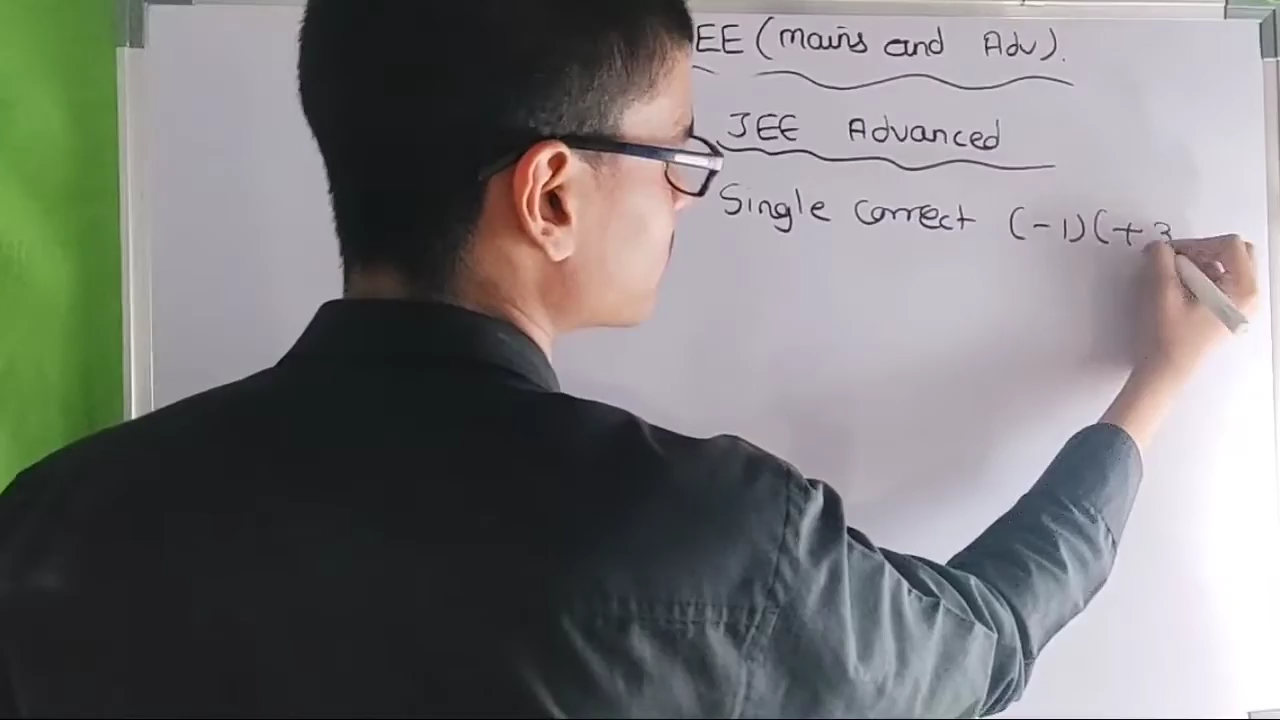 EE (mains and Adv).
JEE Advanced
Single correct (-1)(+3